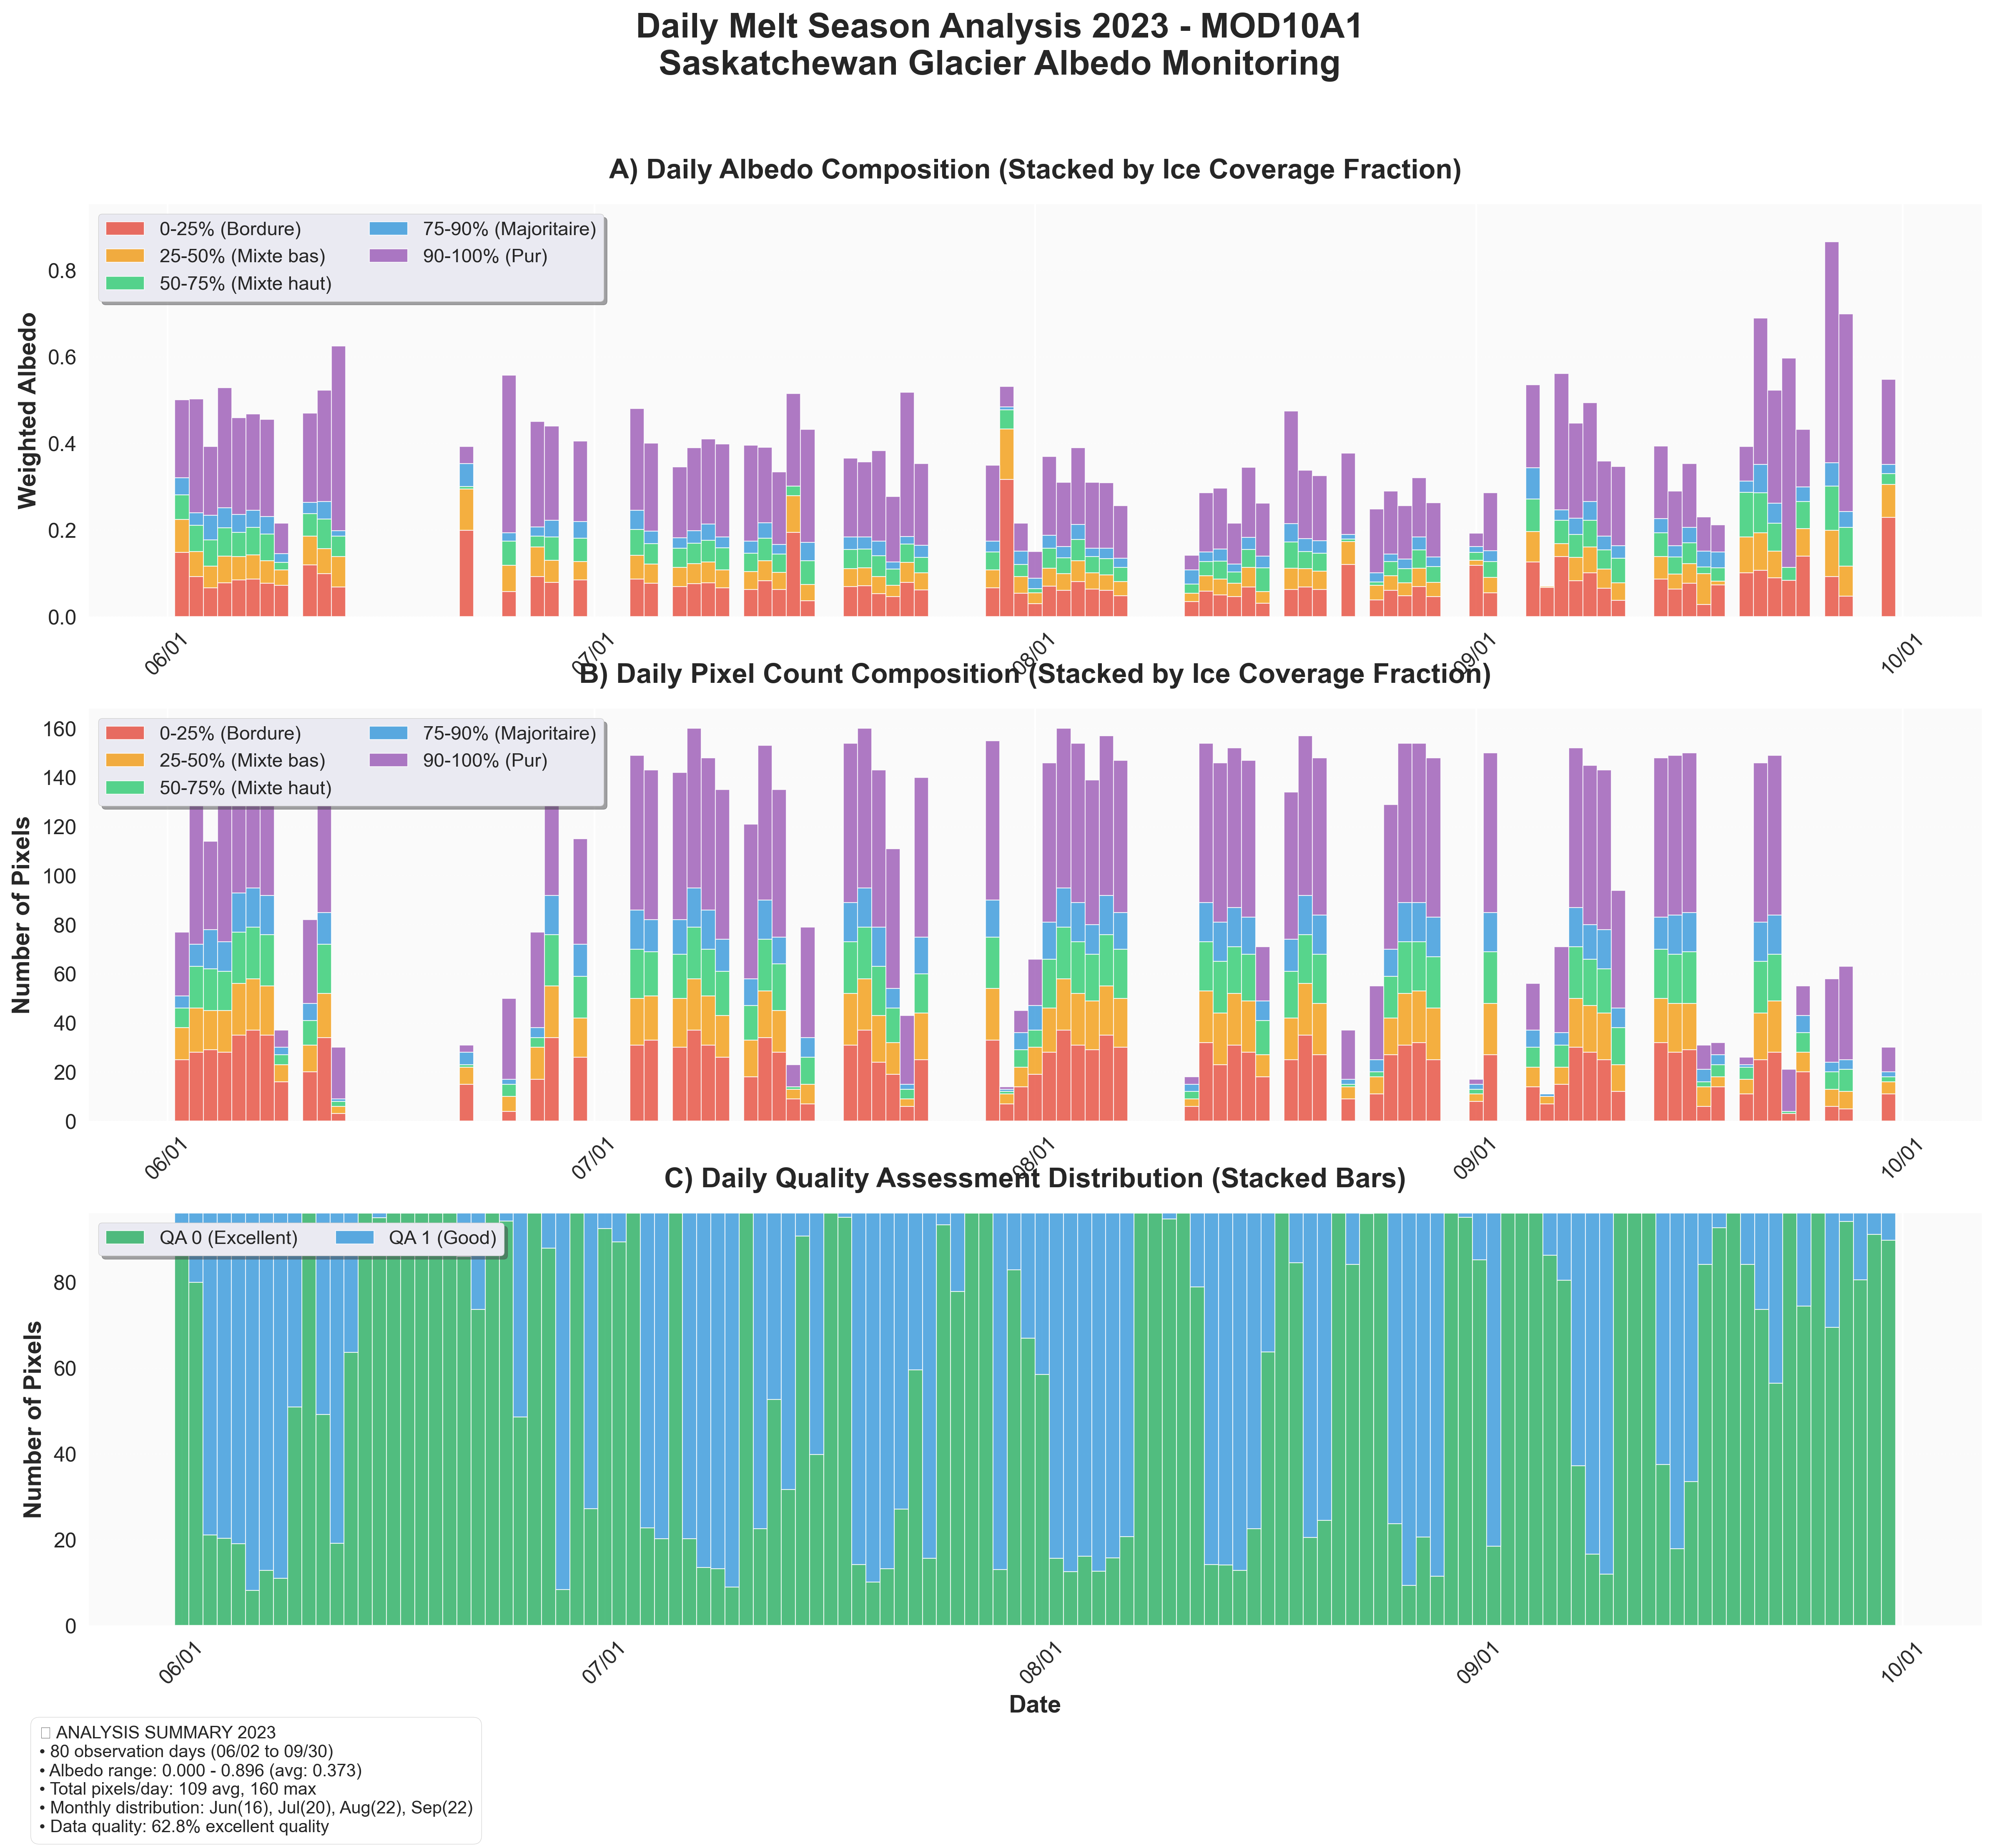 Daily Melt Season Analysis 2023 - MOD10A1
Saskatchewan Glacier Albedo Monitoring
A) Daily Albedo Composition (Stacked by Ice Coverage Fraction)
0-25% (Bordure)
25-50% (Mixte bas)
50-75% (Mixte haut)
75-90% (Majoritaire)
90-100% (Pur)
Weighted Albedo
0.8
0.6
0.4
0.2
0.0
06/01
07/01
08/01
09/01
10/01
B) Daily Pixel Count Composition (Stacked by Ice Coverage Fraction)
0-25% (Bordure)
25-50% (Mixte bas)
50-75% (Mixte haut)
75-90% (Majoritaire)
90-100% (Pur)
Number of Pixels
160
140
120
100
80
60
40
20
0
06/01
07/01
08/01
09/01
10/01
C) Daily Quality Assessment Distribution (Stacked Bars)
QA 0 (Excellent)
QA 1 (Good)
Number of Pixels
80
60
40
20
0
06/01
07/01
08/01
09/01
10/01
Date
ANALYSIS SUMMARY 2023
• 80 observation days (06/02 to 09/30)
• Albedo range: 0.000 - 0.896 (avg: 0.373)
• Total pixels/day: 109 avg, 160 max
• Monthly distribution: Jun(16), Jul(20), Aug(22), Sep(22)
• Data quality: 62.8% excellent quality